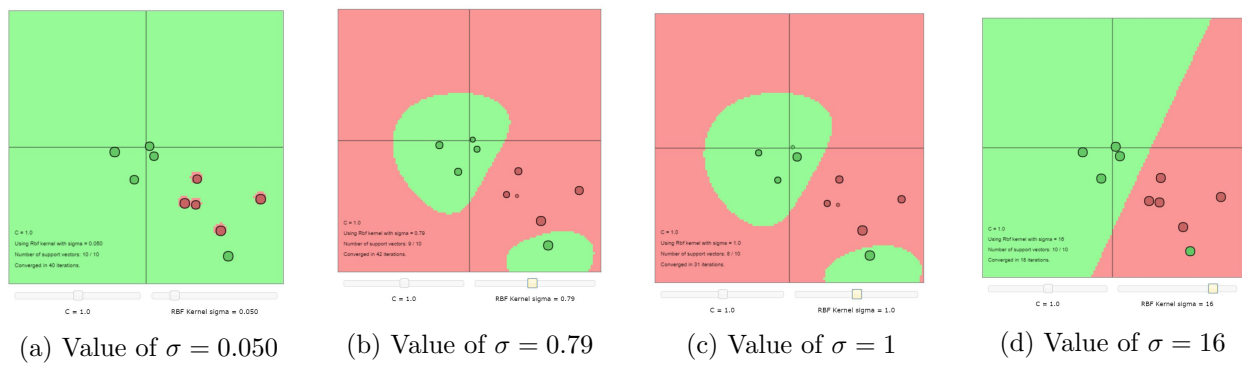 C = 1.0
Using Rbf kernel with sigma = 0.050
Number of support vectors: 10 / 10
Converged in 40 iterations.
C = 1.0
RBF Kernel sigma = 0.050
(a) Value of σ = 0.050
C = 1.0
Using Rbf kernel with sigma = 0.79
Number of support vectors: 9 / 10
Converged in 42 iterations.
C = 1.0
RBF Kernel sigma = 0.79
(b) Value of σ = 0.79
C = 1.0
Using Rbf kernel with sigma = 1.0
Number of support vectors: 8 / 10
Converged in 31 iterations.
C = 1.0
RBF Kernel sigma = 1.0
(c) Value of σ = 1
C = 1.0
Using Rbf kernel with sigma = 16
Number of support vectors: 10 / 10
Converged in 18 iterations.
C = 1.0
RBF Kernel sigma = 16
(d) Value of σ = 16